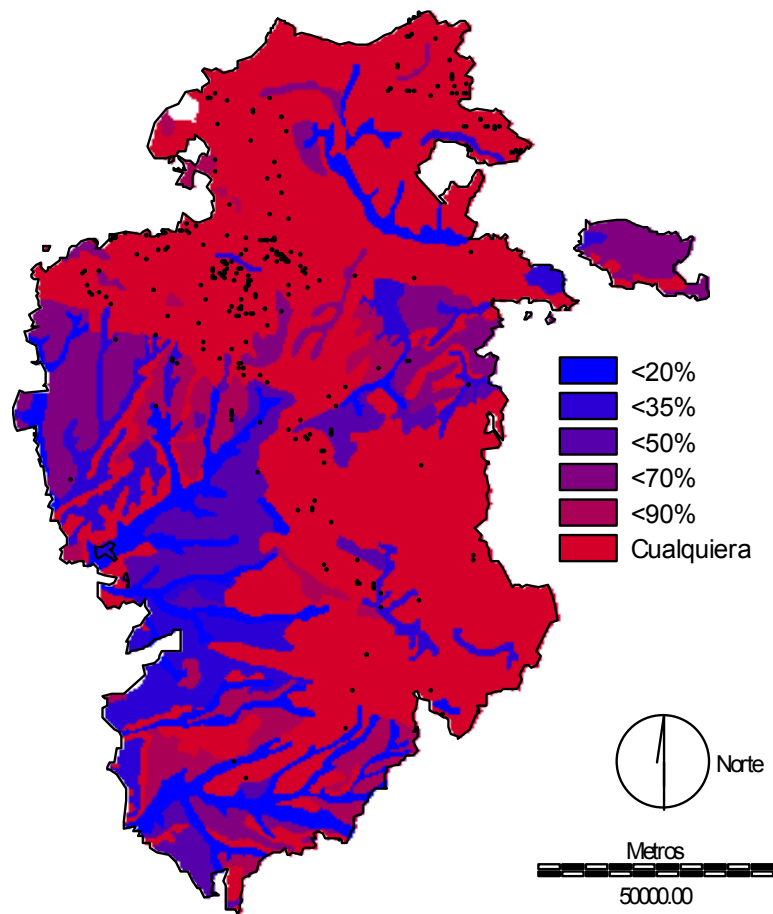 <20%
<35%
<50%
<70%
<90%
Cualquiera
Norte
Metros
50000.00